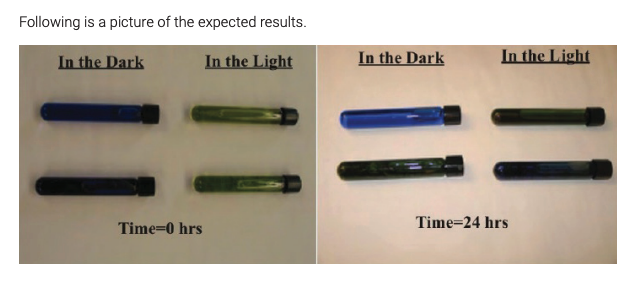 Following is a picture of the expected results.
In the Dark
In the Light
Time=0 hrs
In the Dark
In the Light
Time=24 hrs